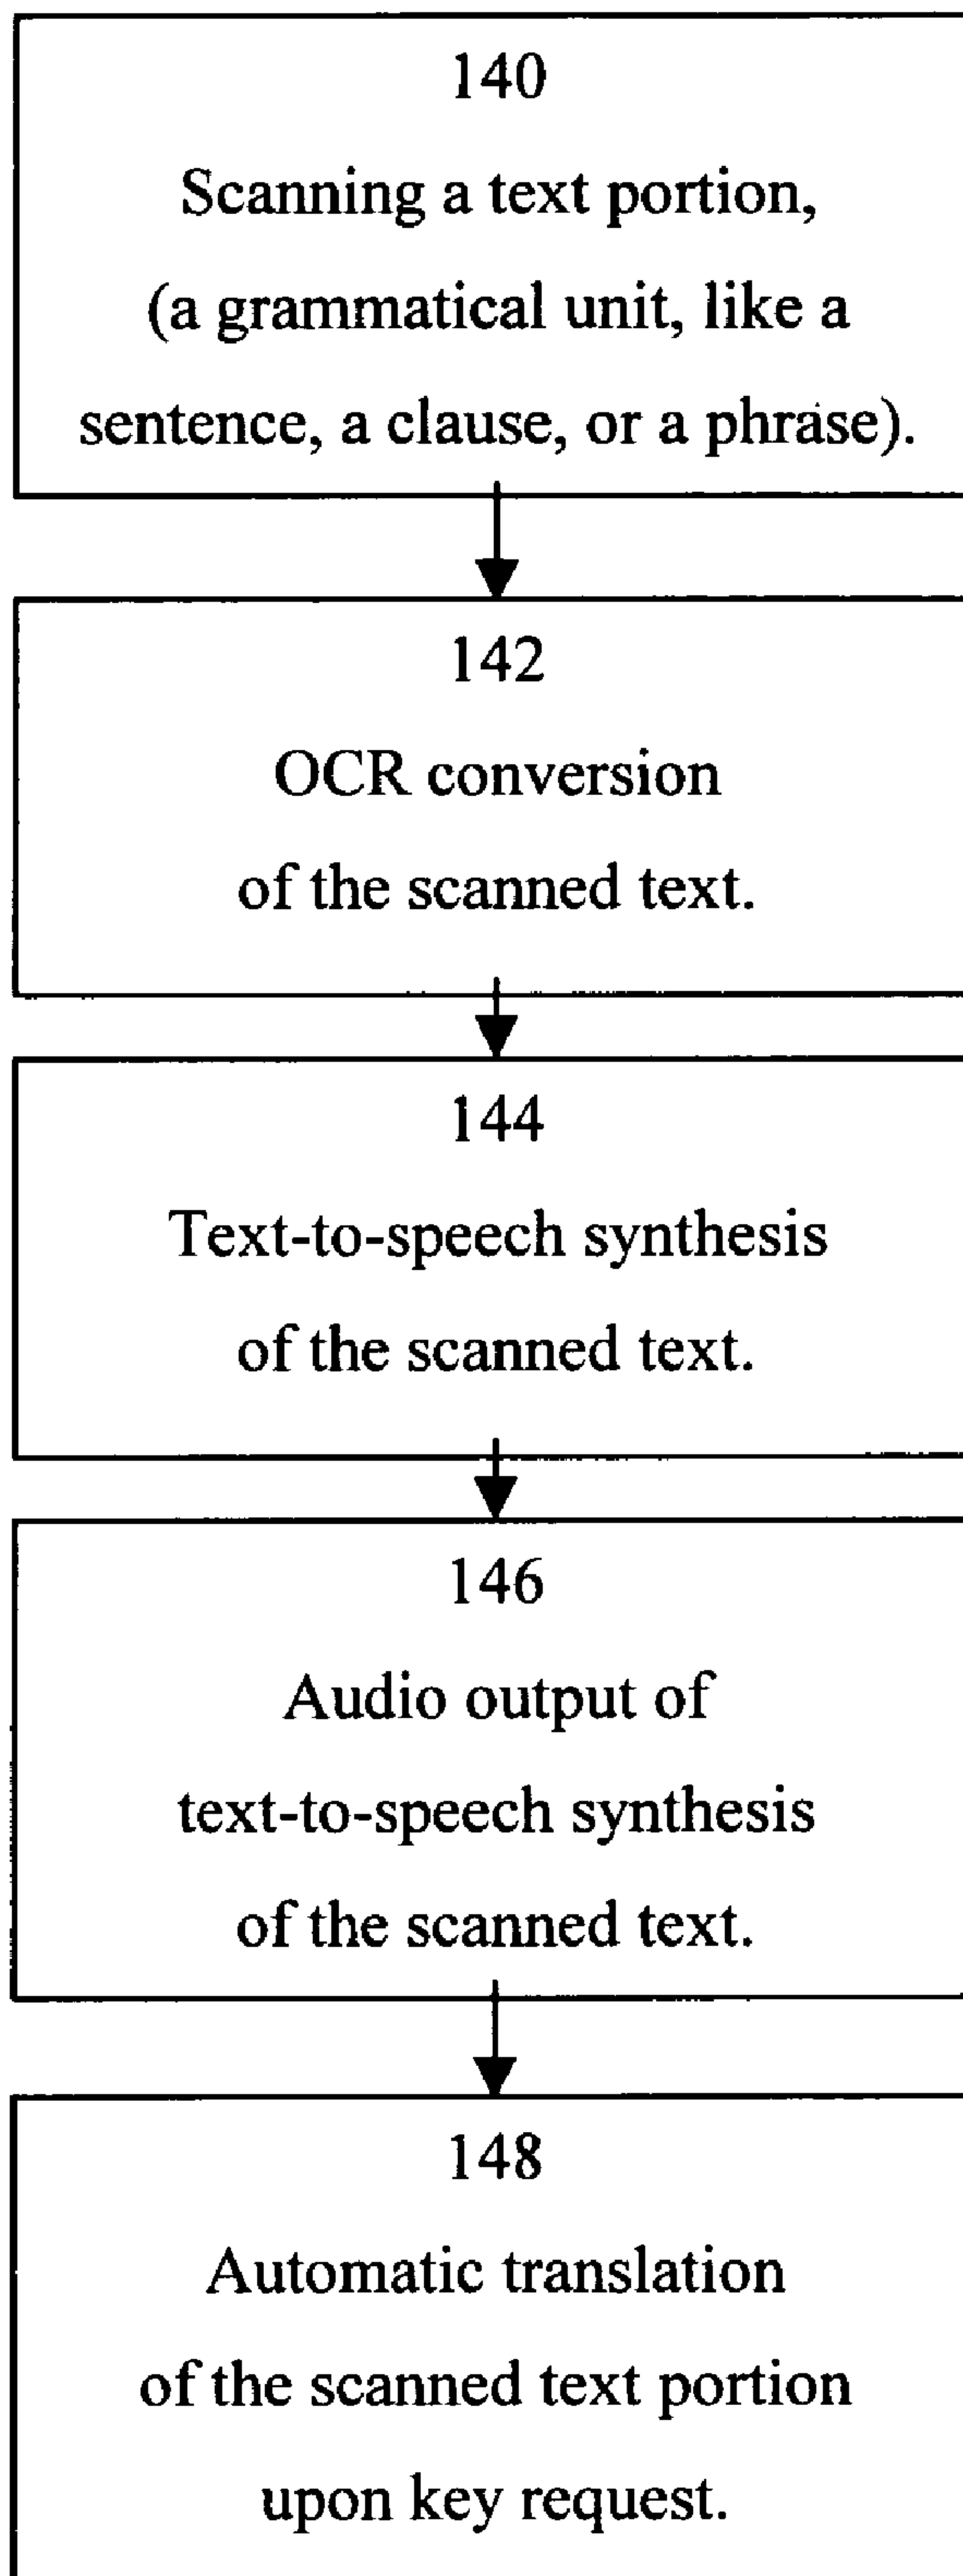 140
Scanning a text portion,
(a grammatical unit, like a
sentence, a clause, or a phrase).
142
OCR conversion
of the scanned text.
144
Text-to-speech synthesis
of the scanned text.
146
Audio output of
text-to-speech synthesis
of the scanned text.
148
Automatic translation
of the scanned text portion
upon key request.